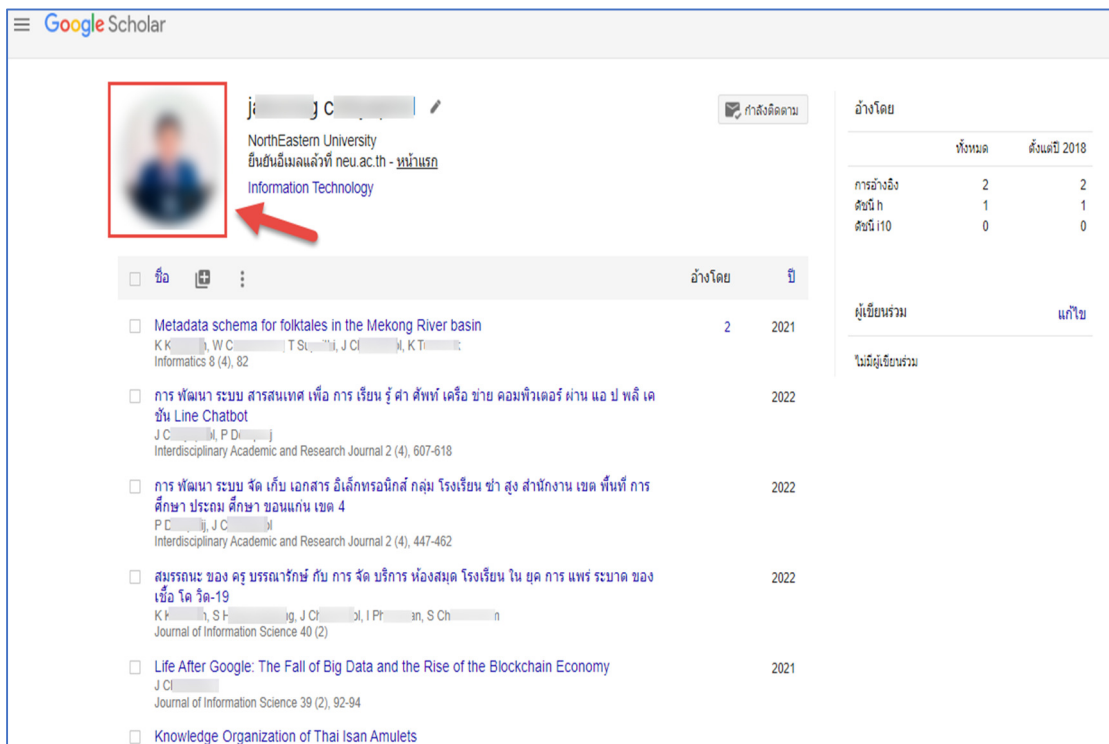 Google Scholar
NorthEastern University
ยืนยันอีเมลแล้วที่ neu.ac.th - หน้าแรก
Information Technology
กำลังติดตาม
ชื่อ อ้างโดย ปี
Metadata schema for folktales in the Mekong River basin 2 2021
K K, W C, T, J, K
Informatics 8 (4), 82
การ พัฒนา ระบบ สารสนเทศ เพื่อ การ เรียน รู้ คำ ศัพท์ เครือ ข่าย คอมพิวเตอร์ ผ่าน แอ ป พลิ เค 2022
ชัน Line Chatbot
J, P
Interdisciplinary Academic and Research Journal 2 (4), 607-618
การ พัฒนา ระบบ จัด เก็บ เอกสาร อิเล็กทรอนิกส์ กลุ่ม โรงเรียน ซำ สูง สำนักงาน เขต พื้นที่ การ 2022
ศึกษา ประถม ศึกษา ขอนแก่น เขต 4
P, J
Interdisciplinary Academic and Research Journal 2 (4), 447-462
สมรรถนะ ของ ครู บรรณารักษ์ กับ การ จัด บริการ ห้องสมุด โรงเรียน ใน ยุค การ แพร่ ระบาด ของ 2022
เชื้อ โค วิด-19
K, S, J, I, S
Journal of Information Science 40 (2)
Life After Google: The Fall of Big Data and the Rise of the Blockchain Economy 2021
J
Journal of Information Science 39 (2), 92-94
Knowledge Organization of Thai Isan Amulets
อ้างโดย
ทั้งหมด ตั้งแต่ปี 2018
การอ้างอิง 2 2
ดัชนี h 1 1
ดัชนี i10 0 0
ผู้เขียนร่วม แก้ไข
ไม่มีผู้เขียนร่วม